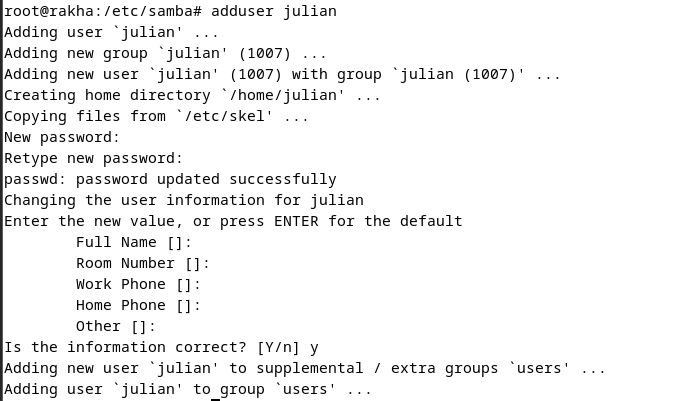 root@rakha:/etc/samba# adduser julian
Adding user `julian' ...
Adding new group `julian' (1007) ...
Adding new user `julian' (1007) with group `julian (1007)' ...
Creating home directory `/home/julian' ...
Copying files from `/etc/skel' ...
New password:
Retype new password:
passwd: password updated successfully
Changing the user information for julian
Enter the new value, or press ENTER for the default
        Full Name []:
        Room Number []:
        Work Phone []:
        Home Phone []:
        Other []:
Is the information correct? [Y/n] y
Adding new user `julian' to supplemental / extra groups `users' ...
Adding user `julian' to group `users' ...